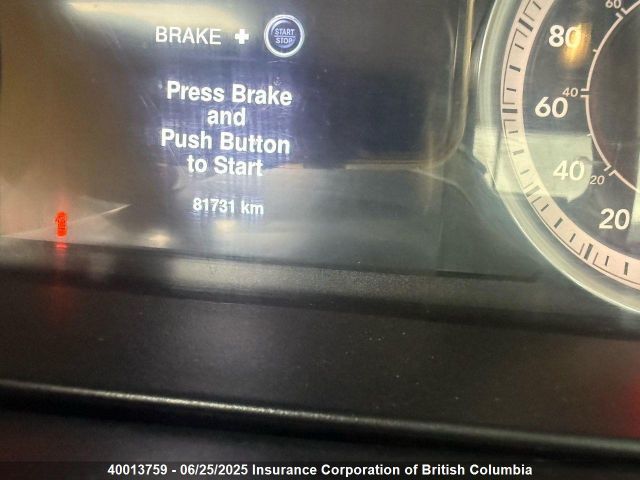 BRAKE + START STOP
Press Brake
and
Push Button
to Start
81731 km
80
60
40
20
60
40
20
40013759 - 06/25/2025 Insurance Corporation of British Columbia